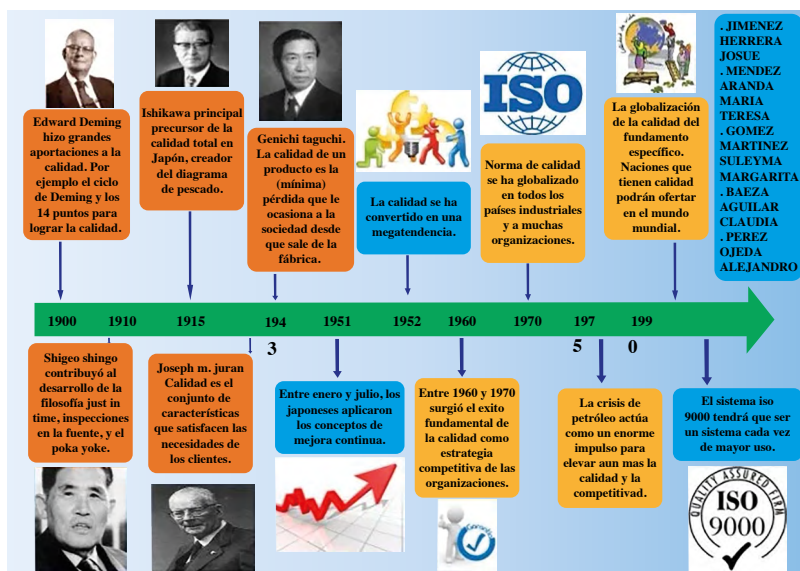 Edward Deming
hizo grandes
aportaciones a la
calidad. Por
ejemplo el ciclo
de Deming y los
14 puntos para
lograr la calidad.
Ishikawa principal
precursor de la
calidad total en
Japón, creador
del diagrama
de pescado.
Genichi taguchi.
La calidad de un
producto es la
(mínima)
pérdida que le
ocasiona a la
sociedad desde
que sale de la
fábrica.
La calidad se ha
convertido en una
megatendencia.
ISO
Norma de calidad
se ha globalizado
en todos los
países industriales
y a muchas
organizaciones.
La globalización
de la calidad del
fundamento
específico.
Naciones que
tienen calidad
podrán ofertar
en el mundo
mundial.
. JIMENEZ
HERRERA
JOSUE
. MENDEZ
ARANDA
MARIA
TERESA
. GOMEZ
MARTINEZ
SULEYMA
MARGARITA
. BAEZA
AGUILAR
CLAUDIA
. PEREZ
OJEDA
ALEJANDRO
1900 1910 1915 194 1951 1952 1960 1970 197 199
3 5 0
Shigeo shingo
contribuyó al
desarrollo de la
filosofía just in
time, inspecciones
en la fuente, y el
poka yoke.
Joseph m. juran
Calidad es el
conjunto de
características
que satisfacen las
necesidades de
los clientes.
Entre enero y julio, los
japoneses aplicaron
los conceptos de
mejora continua.
Entre 1960 y 1970
surgió el exito
fundamental de
la calidad como
estrategia
competitiva de las
organizaciones.
La crisis de
petróleo actúa
como un enorme
impulso para
elevar aun mas la
calidad y la
competitivad.
El sistema iso
9000 tendrá que ser
un sistema cada vez
de mayor uso.
QUALITY ASSURED FIRM
ISO
9000